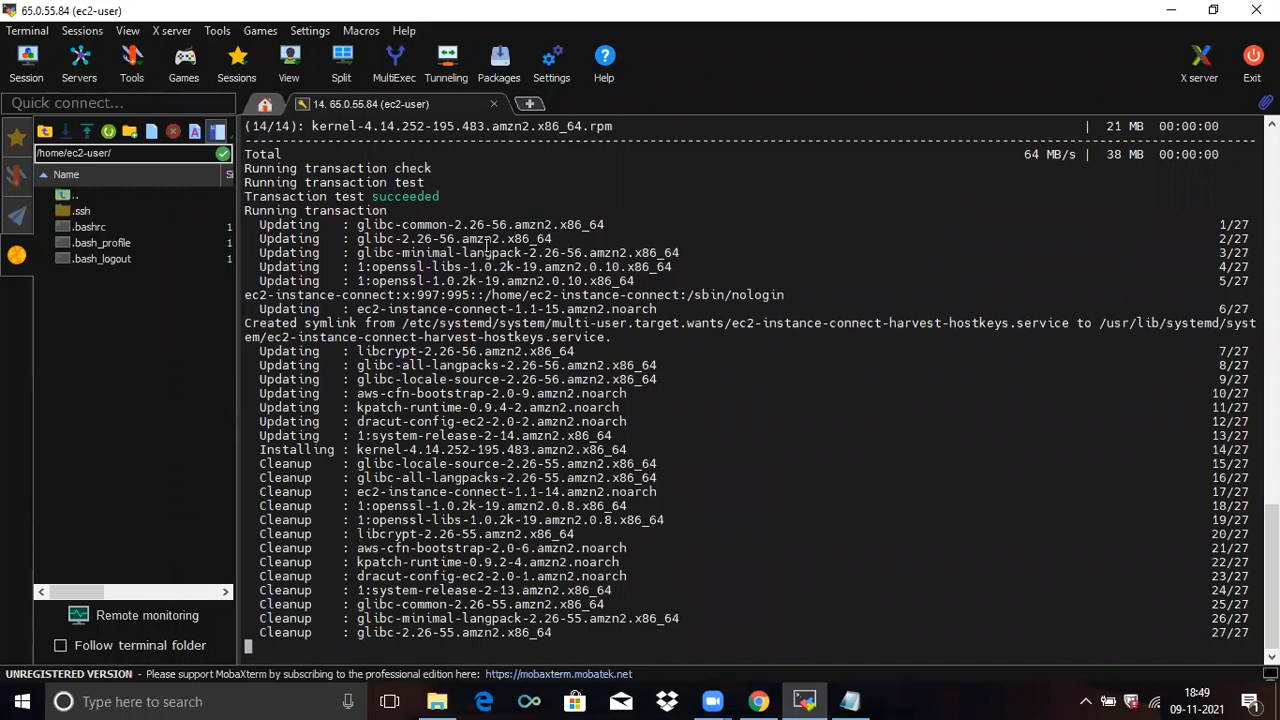 65.0.55.84 (ec2-user)
Terminal Sessions View X server Tools Games Settings Macros Help
Session Servers Tools Games Sessions View Split MultiExec Tunneling Packages Settings Help X server Exit
Quick connect...
14. 65.0.55.84 (ec2-user)
/home/ec2-user/
Name Si
..
.ssh
.bashrc 1
.bash_profile 1
.bash_logout 1
Remote monitoring
Follow terminal folder
(14/14): kernel-4.14.252-195.483.amzn2.x86_64.rpm | 21 MB 00:00:00
--------------------------------------------------------------------------------
Total 64 MB/s | 38 MB 00:00:00
Running transaction check
Running transaction test
Transaction test succeeded
Running transaction
Updating : glibc-common-2.26-56.amzn2.x86_64 1/27
Updating : glibc-2.26-56.amzn2.x86_64 2/27
Updating : glibc-minimal-langpack-2.26-56.amzn2.x86_64 3/27
Updating : 1:openssl-libs-1.0.2k-19.amzn2.0.10.x86_64 4/27
Updating : 1:openssl-1.0.2k-19.amzn2.0.10.x86_64 5/27
ec2-instance-connect:x:997:995::/home/ec2-instance-connect:/sbin/nologin
Updating : ec2-instance-connect-1.1-15.amzn2.noarch 6/27
Created symlink from /etc/systemd/system/multi-user.target.wants/ec2-instance-connect-harvest-hostkeys.service to /usr/lib/systemd/syst
em/ec2-instance-connect-harvest-hostkeys.service.
Updating : libcrypt-2.26-56.amzn2.x86_64 7/27
Updating : glibc-all-langpacks-2.26-56.amzn2.x86_64 8/27
Updating : glibc-locale-source-2.26-56.amzn2.x86_64 9/27
Updating : aws-cfn-bootstrap-2.0-9.amzn2.noarch 10/27
Updating : kpatch-runtime-0.9.4-2.amzn2.noarch 11/27
Updating : dracut-config-ec2-2.0-2.amzn2.noarch 12/27
Updating : 1:system-release-2-14.amzn2.x86_64 13/27
Installing : kernel-4.14.252-195.483.amzn2.x86_64 14/27
Cleanup : glibc-locale-source-2.26-55.amzn2.x86_64 15/27
Cleanup : glibc-all-langpacks-2.26-55.amzn2.x86_64 16/27
Cleanup : ec2-instance-connect-1.1-14.amzn2.noarch 17/27
Cleanup : 1:openssl-1.0.2k-19.amzn2.0.8.x86_64 18/27
Cleanup : 1:openssl-libs-1.0.2k-19.amzn2.0.8.x86_64 19/27
Cleanup : libcrypt-2.26-55.amzn2.x86_64 20/27
Cleanup : aws-cfn-bootstrap-2.0-6.amzn2.noarch 21/27
Cleanup : kpatch-runtime-0.9.2-4.amzn2.noarch 22/27
Cleanup : dracut-config-ec2-2.0-1.amzn2.noarch 23/27
Cleanup : 1:system-release-2-13.amzn2.x86_64 24/27
Cleanup : glibc-common-2.26-55.amzn2.x86_64 25/27
Cleanup : glibc-minimal-langpack-2.26-55.amzn2.x86_64 26/27
Cleanup : glibc-2.26-55.amzn2.x86_64 27/27
UNREGISTERED VERSION - Please support MobaXterm by subscribing to the professional edition here: https://mobaxterm.mobatek.net
Type here to search
18:49
09-11-2021
1